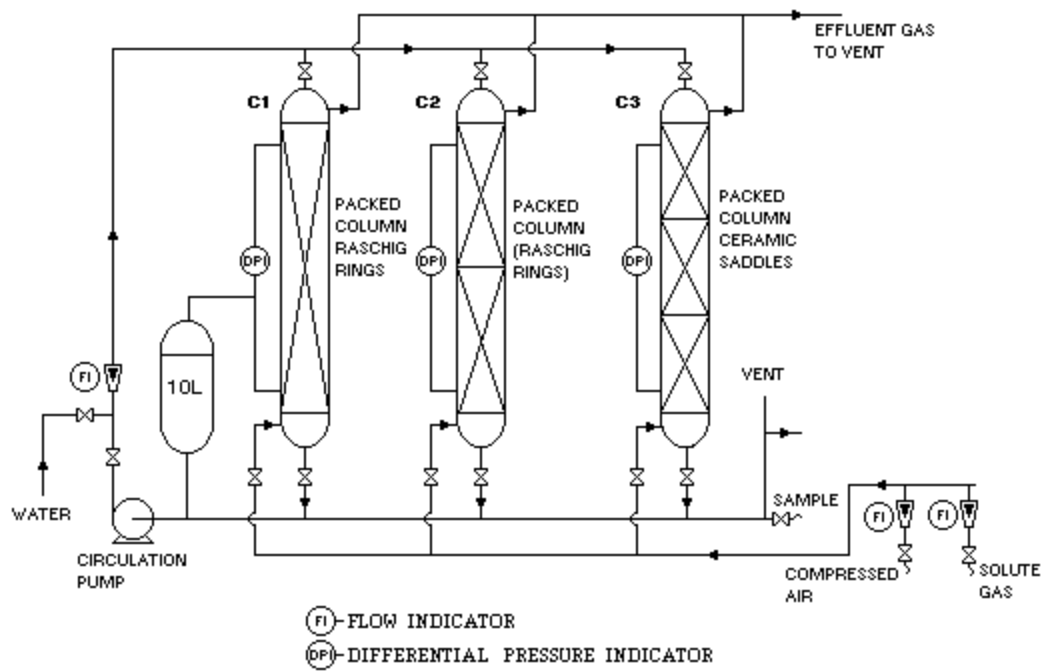 EFFLUENT GAS
TO VENT
C1
C2
C3
PACKED
COLUMN
RASCHIG
RINGS
PACKED
COLUMN
(RASCHIG
RINGS)
PACKED
COLUMN
CERAMIC
SADDLES
DPI
DPI
DPI
FI
10L
VENT
WATER
SAMPLE
FI
FI
CIRCULATION
PUMP
COMPRESSED
AIR
SOLUTE
GAS
FI - FLOW INDICATOR
DPI - DIFFERENTIAL PRESSURE INDICATOR